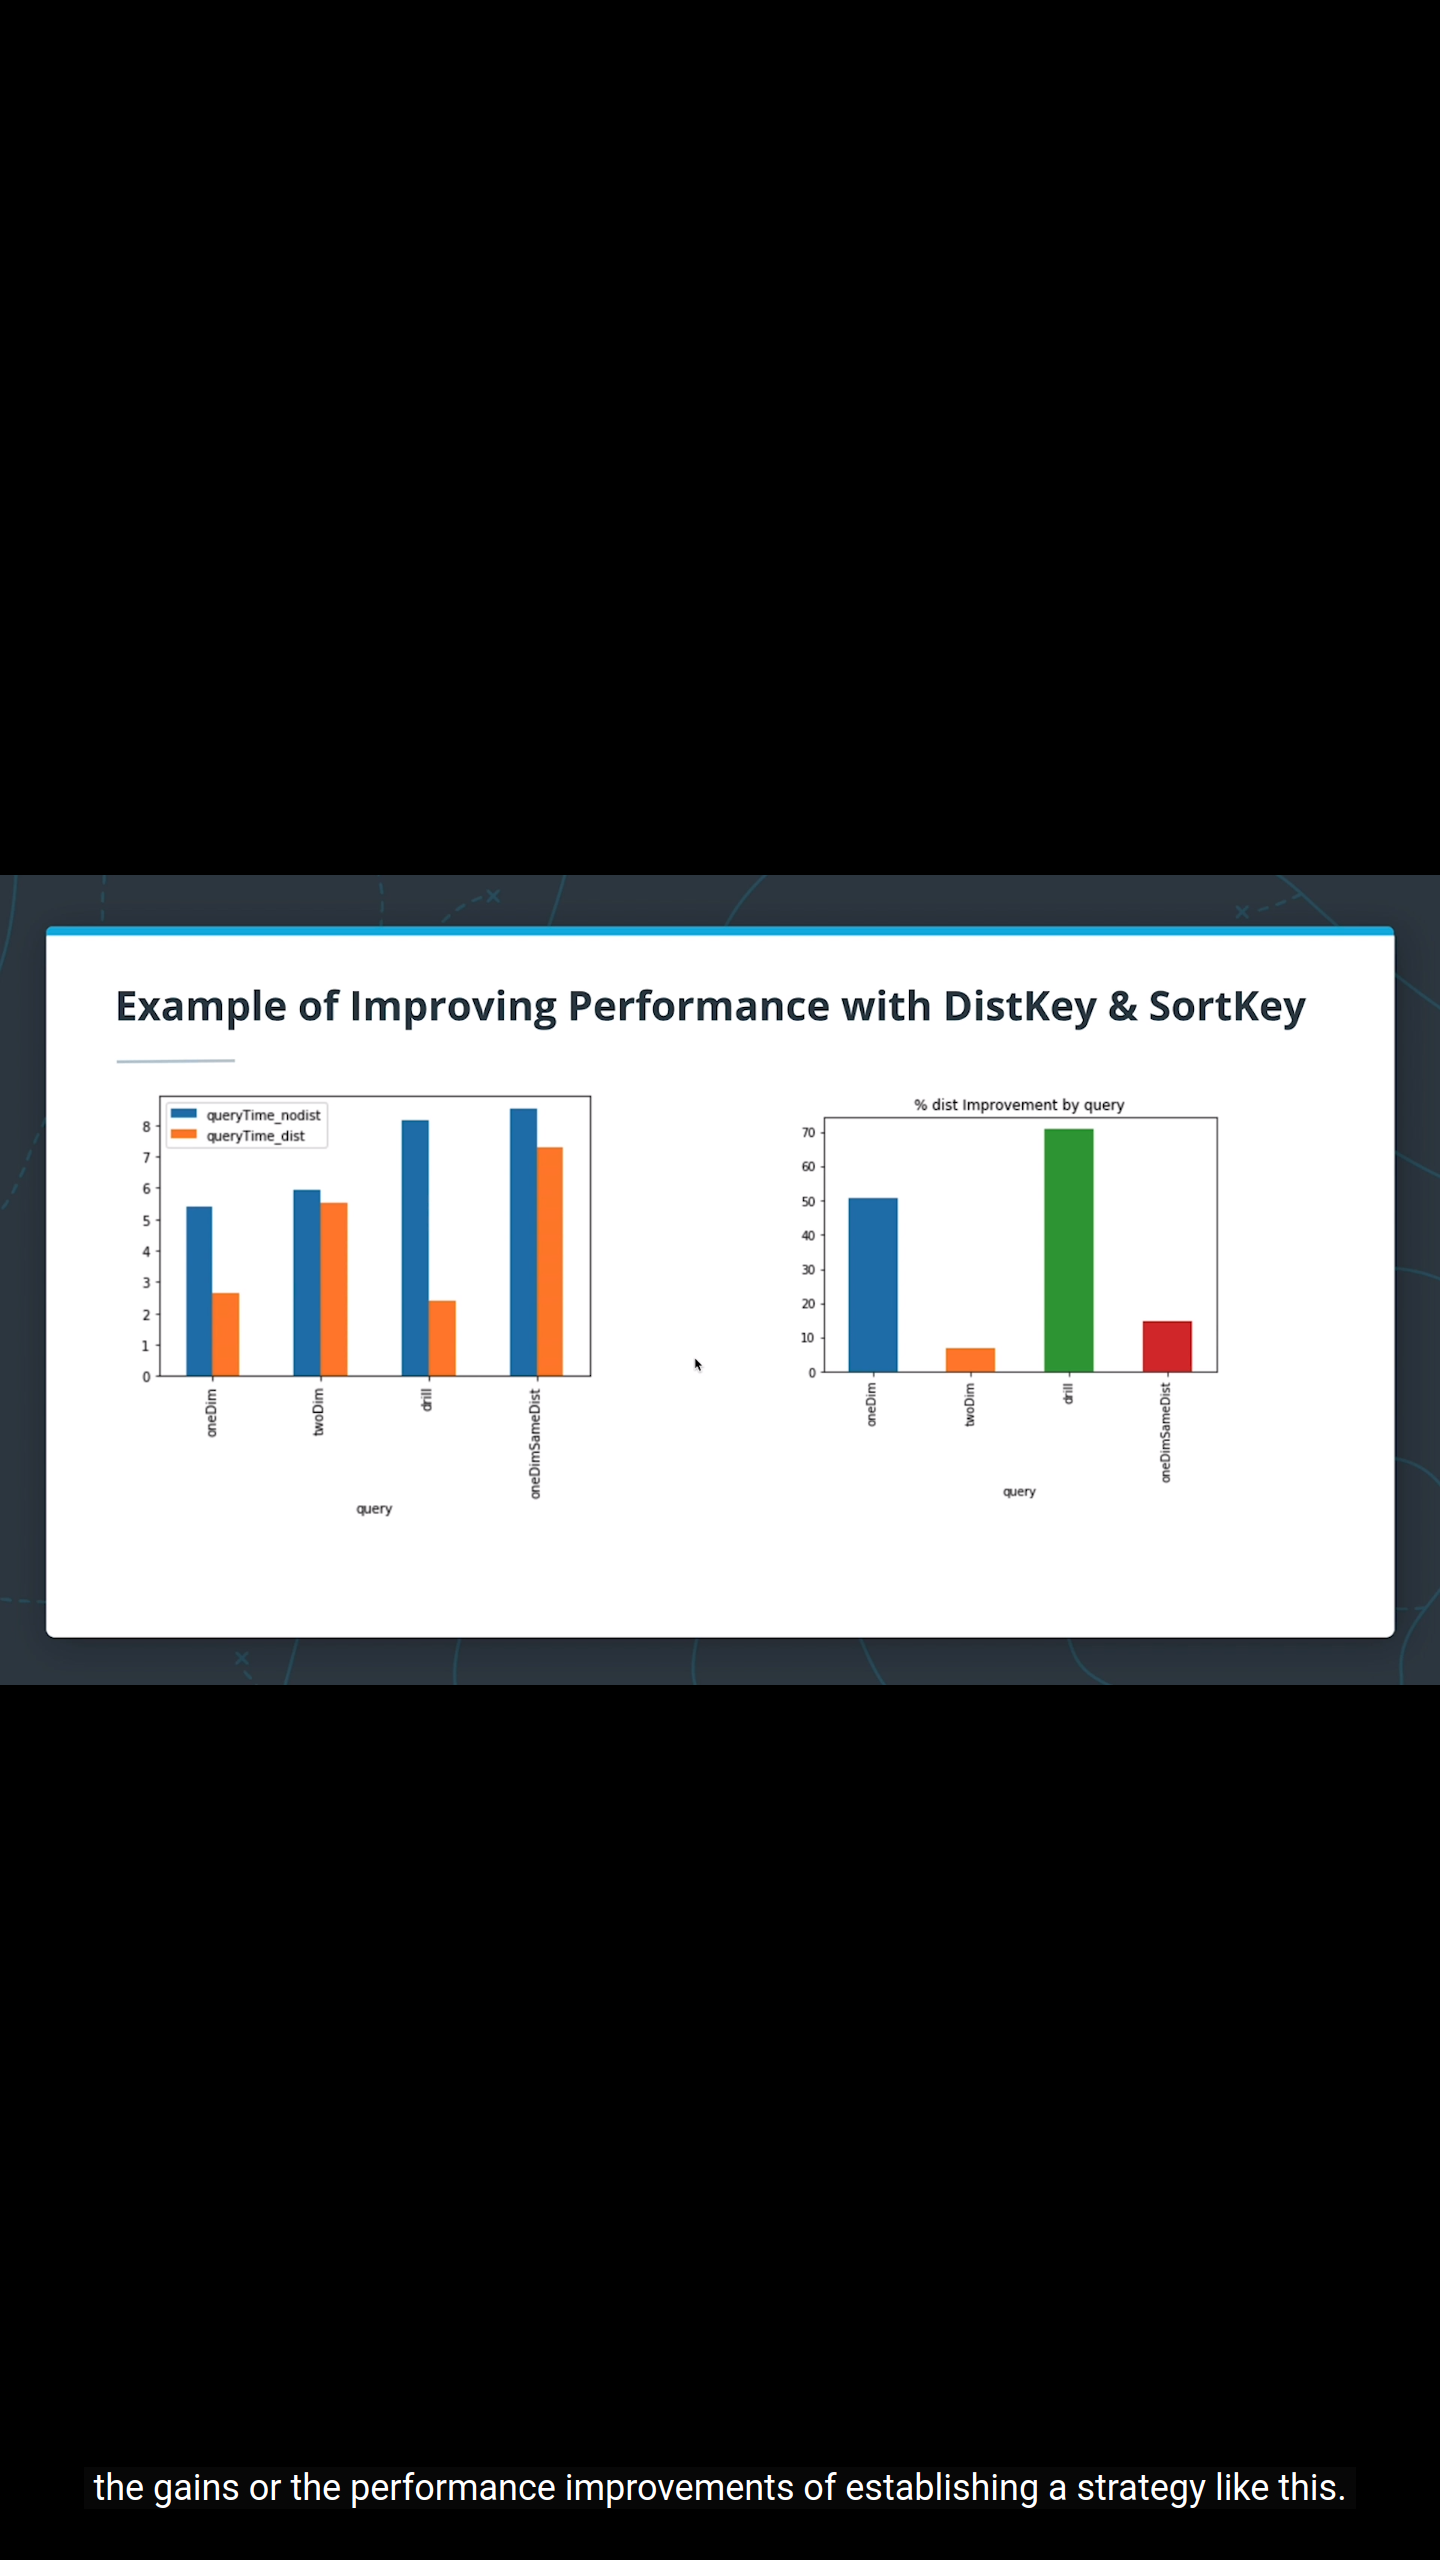 Example of Improving Performance with DistKey & SortKey
queryTime_nodist
queryTime_dist
8
7
6
5
4
3
2
1
0
oneDim
twoDim
drill
oneDimSameDist
query
% dist Improvement by query
70
60
50
40
30
20
10
0
oneDim
twoDim
drill
oneDimSameDist
query
the gains or the performance improvements of establishing a strategy like this.